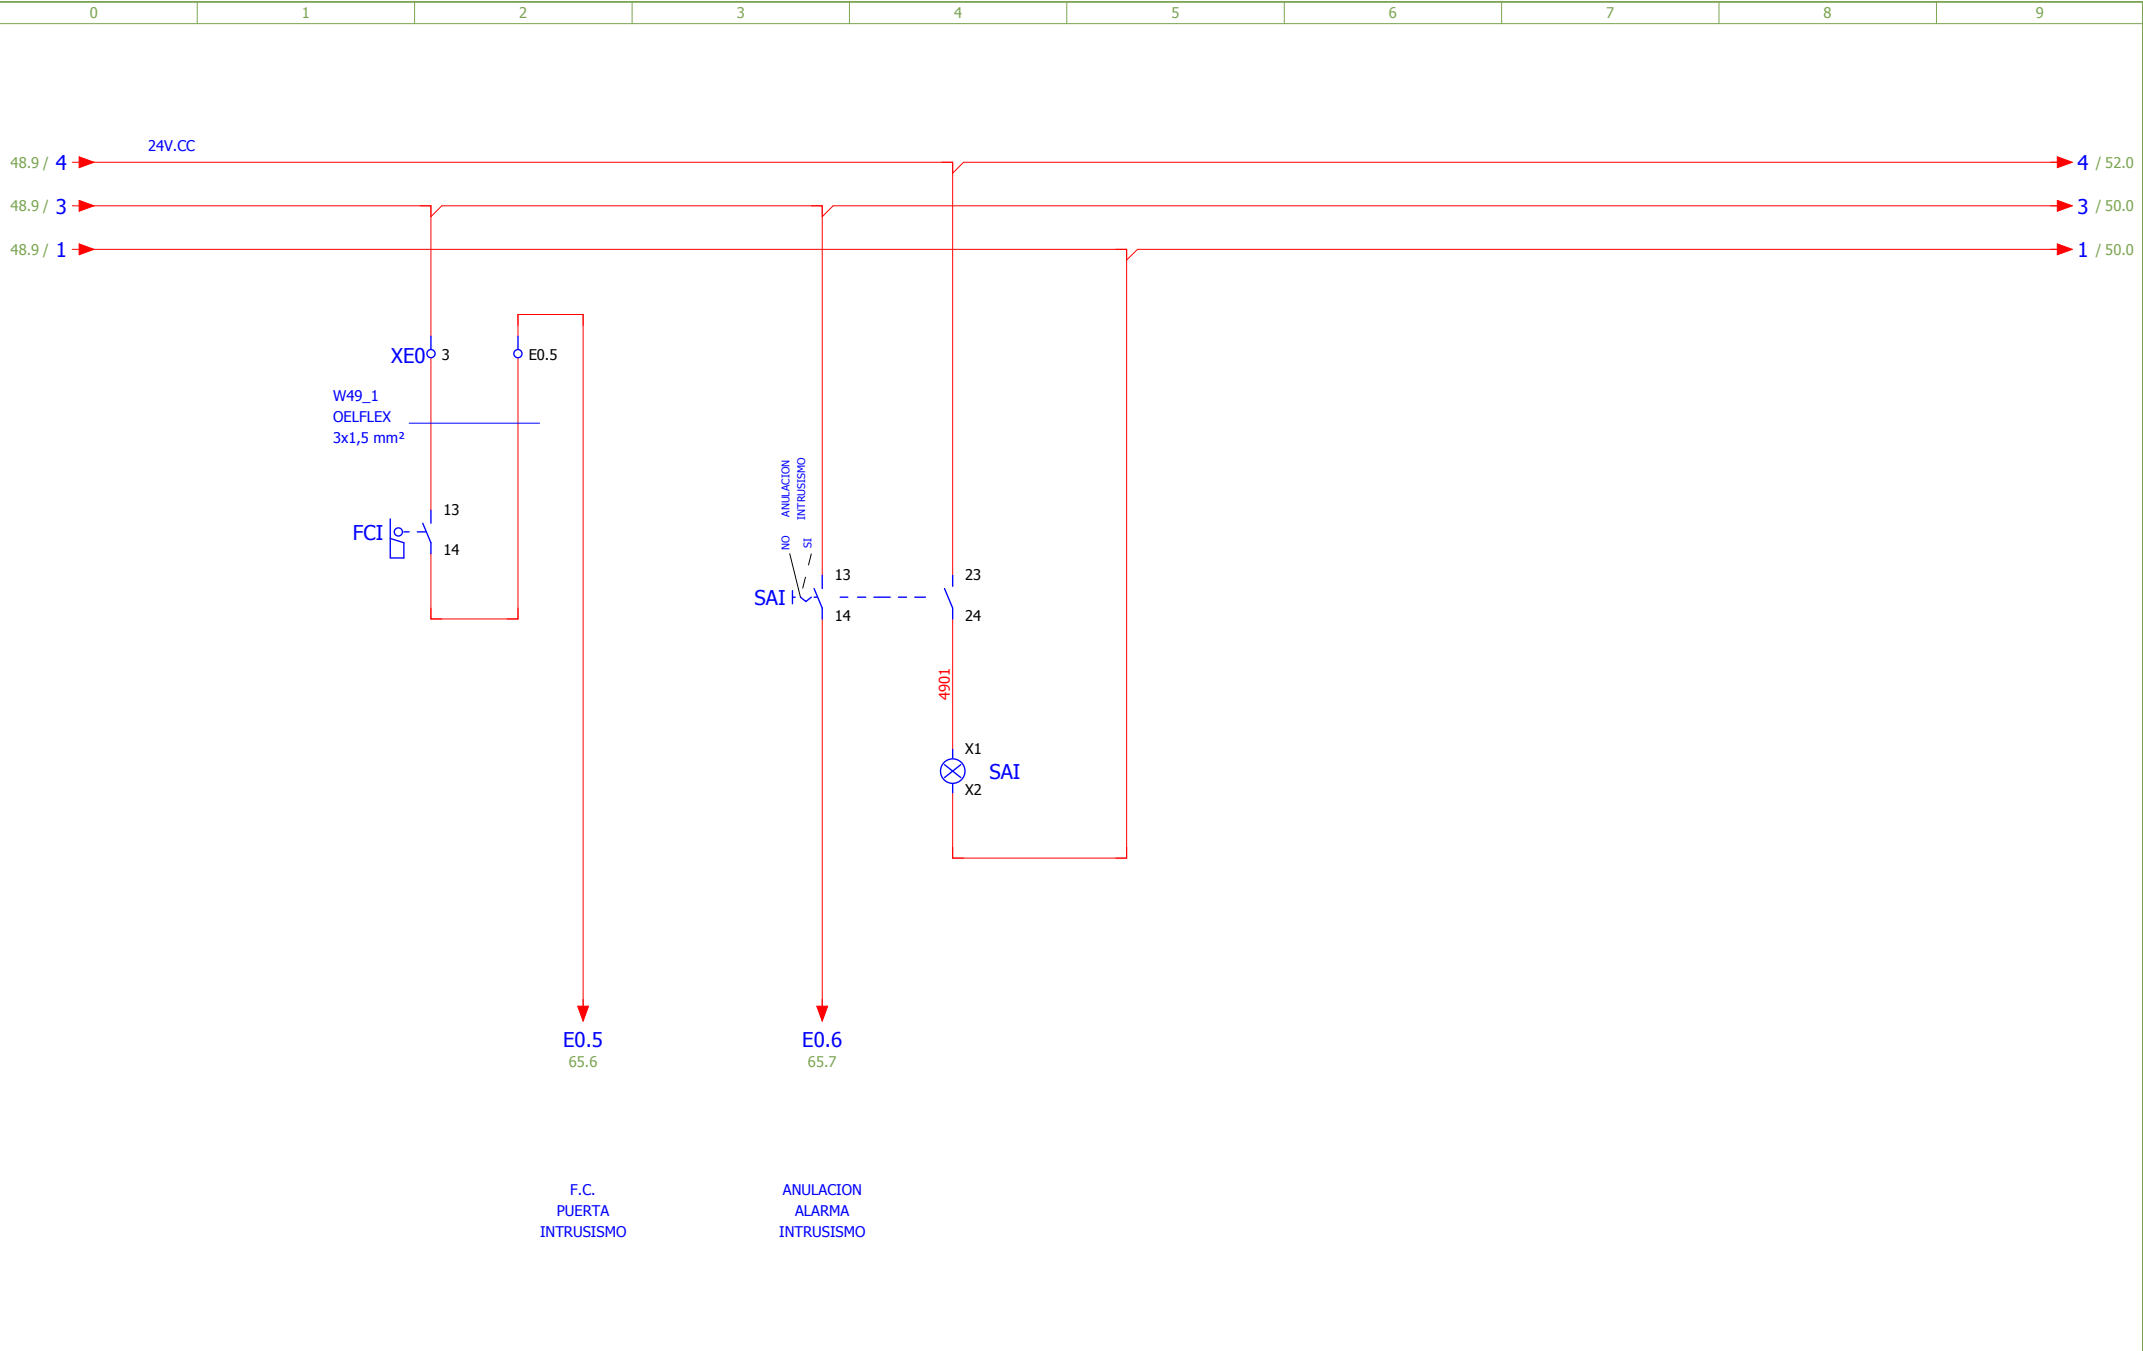 0 1 2 3 4 5 6 7 8 9
24V.CC
48.9 / 4
4 / 52.0
48.9 / 3
3 / 50.0
48.9 / 1
1 / 50.0
XE0 3
E0.5
W49_1
OELFLEX
3x1,5 mm²
FCI
13
14
NO ANULACION
SI INTRUSISMO
SAI
13
14
23
24
4901
X1
SAI
X2
E0.5
65.6
E0.6
65.7
F.C.
PUERTA
INTRUSISMO
ANULACION
ALARMA
INTRUSISMO